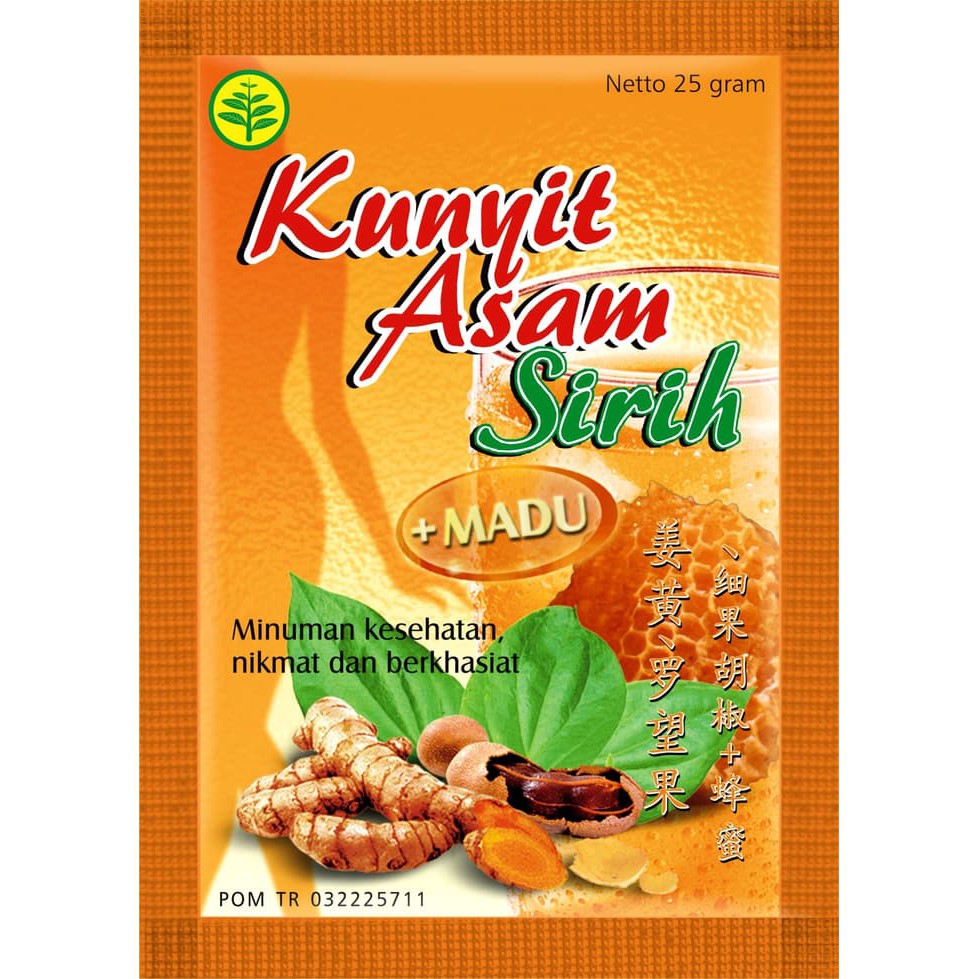 Netto 25 gram
Kunyit
Asam
Sirih
+ MADU
姜黄、罗望果
、细果胡椒+蜂蜜
Minuman kesehatan,
nikmat dan berkhasiat
POM TR 032225711